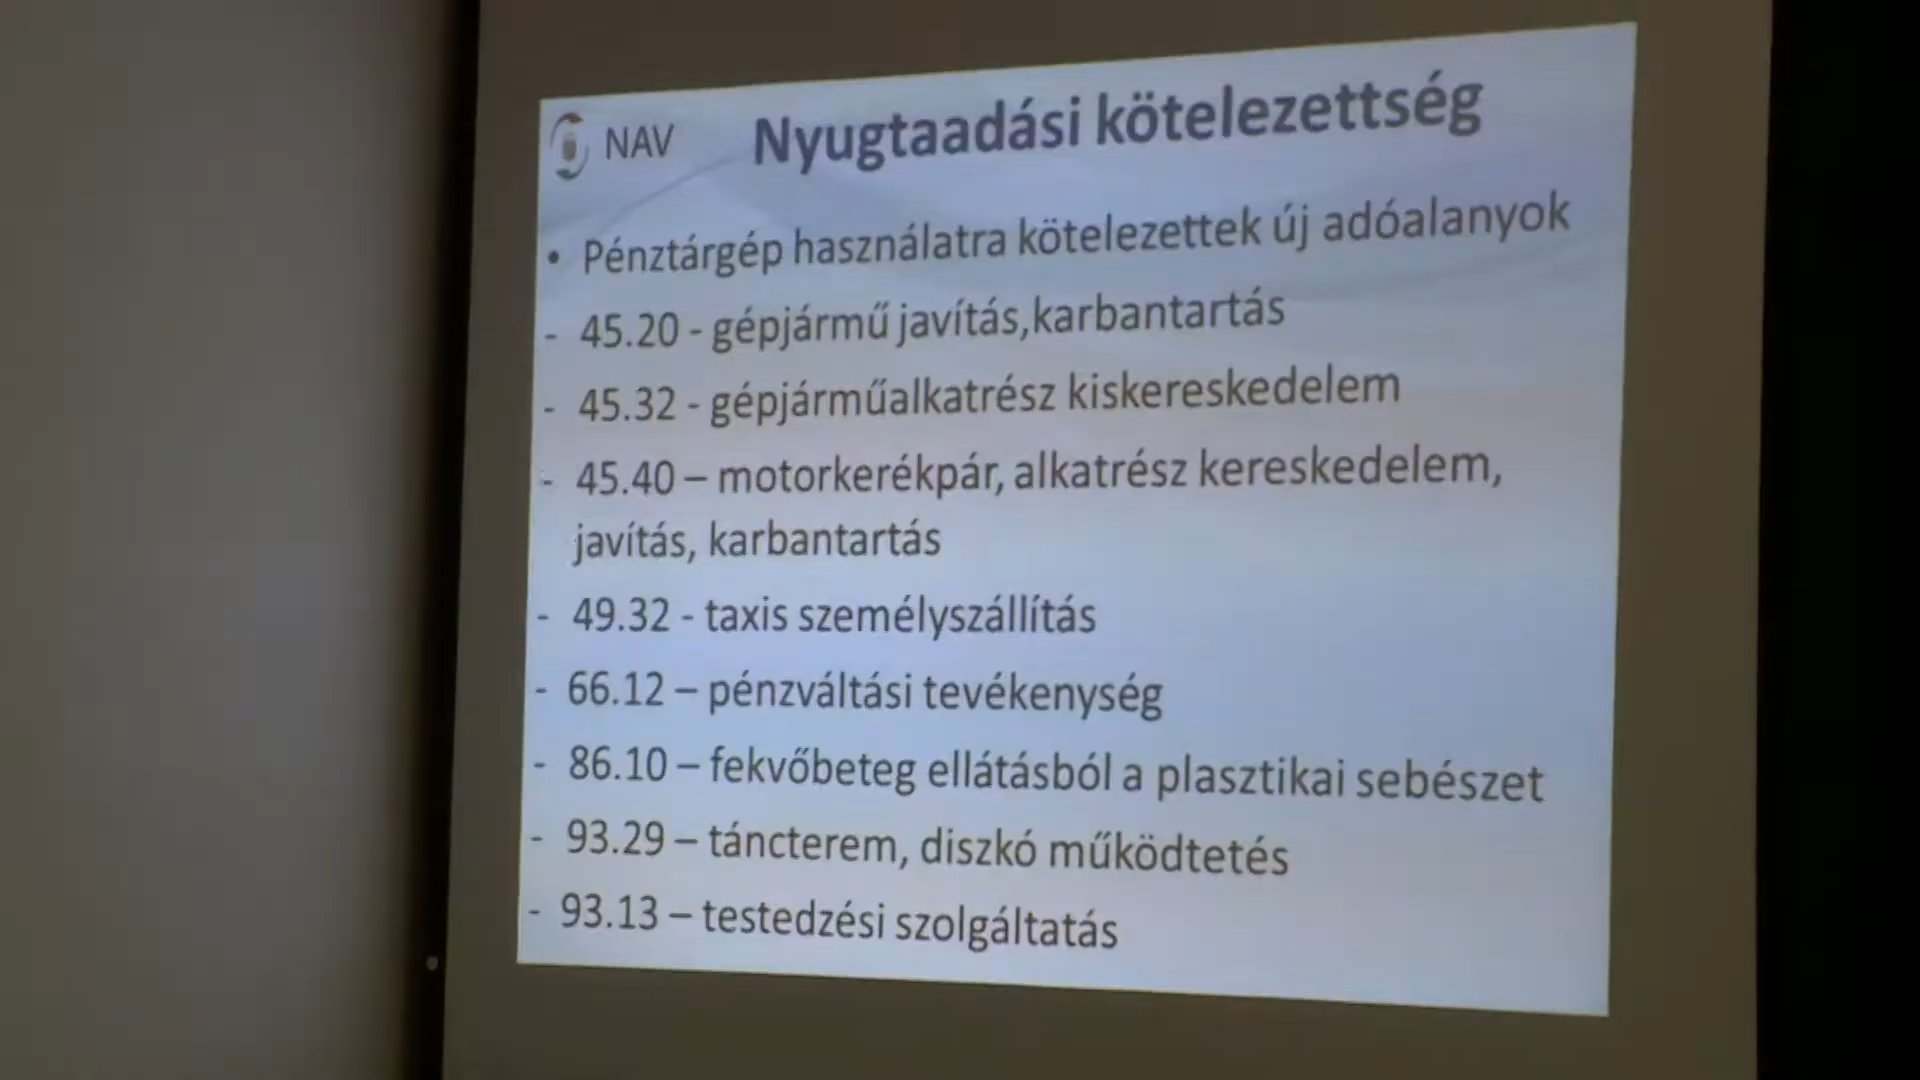 NAV
Nyugtaadási kötelezettség
• Pénztárgép használatra kötelezettek új adóalanyok
- 45.20 - gépjármű javítás,karbantartás
- 45.32 - gépjárműalkatrész kiskereskedelem
- 45.40 – motorkerékpár, alkatrész kereskedelem,
javítás, karbantartás
- 49.32 - taxis személyszállítás
- 66.12 – pénzváltási tevékenység
- 86.10 – fekvőbeteg ellátásból a plasztikai sebészet
- 93.29 – táncterem, diszkó működtetés
- 93.13 – testedzési szolgáltatás